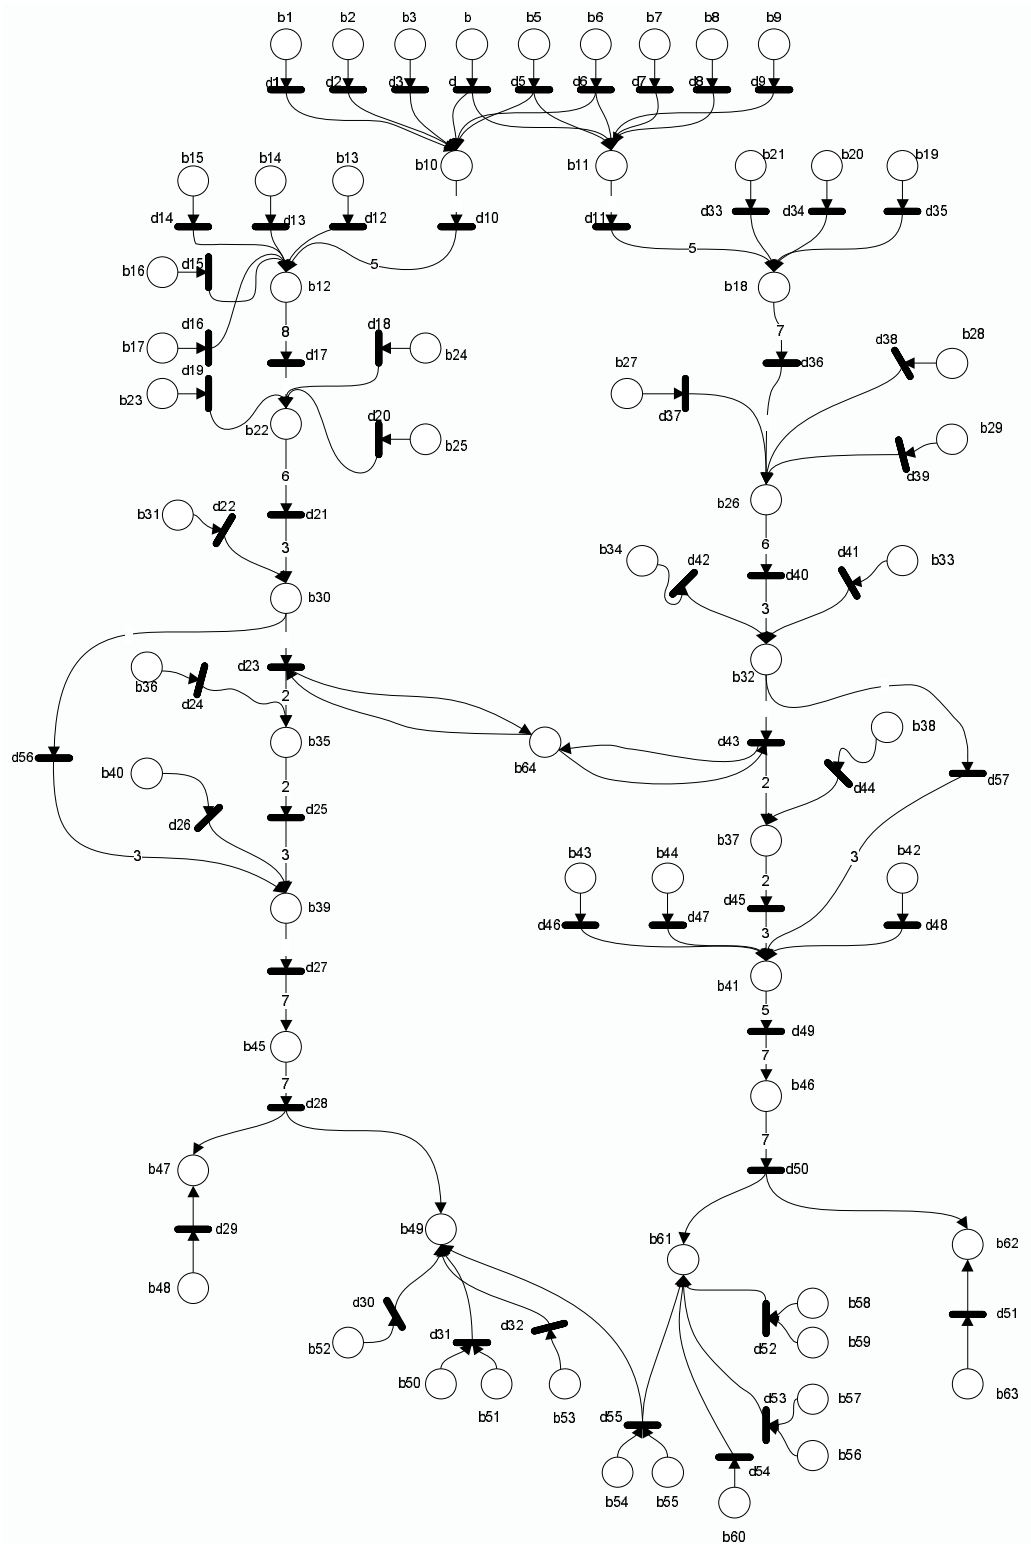 b1 b2 b3 b b5 b6 b7 b8 b9
d1 d2 d3 d d5 d6 d7 d8 d9
b15 b14 b13 b10 b11 b21 b20 b19
d14 d13 d12 d10 d11 d33 d34 d35
5 5
b16 d15 b12 b18
d16 8 d18 7 d38 b28
b17 d17 b24 b27 d36
d19
b23 d20 d37
b22 b25 b29
6 d39
b31 d22 d21 b26
3 b34 d42 6 d41 b33
d40
b30 3
d23 b32
b36 d24 2
b35 b64 d43 b38
d56 b40 2 2 d44 d57
d26 d25 b37
3 3 b43 b44 2 3 b42
b39 d46 d47 d45 d48
3
d27 b41
7 5
d49
b45 7
7 b46
d28 7
b47 d50
d29 b49 b61 b62
b48 d30 b58
b52 d31 d32 d52 b59 d51
b50 b51 b53 d55 d53 b57 b63
d54 b56
b54 b55
b60